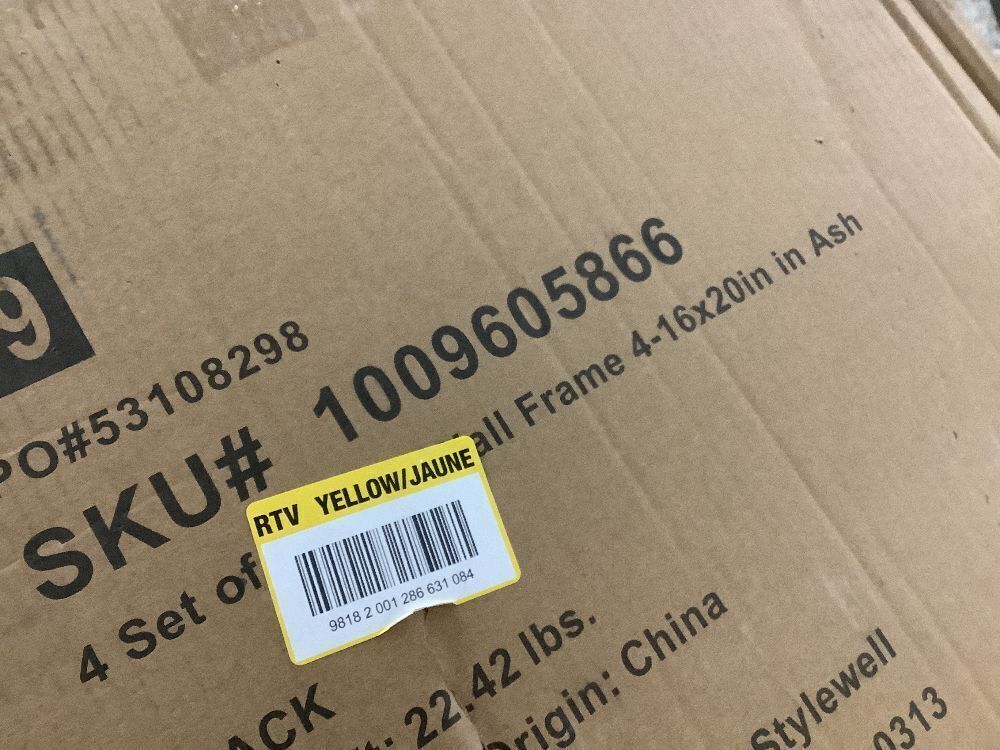 9
PO#53108298
SKU# 1009605866
4 Set of all Frame 4-16x20in in Ash
RTV YELLOW/JAUNE
9818 2 001 286 631 084
ACK
22.42 lbs.
Origin: China
Stylewell
0313